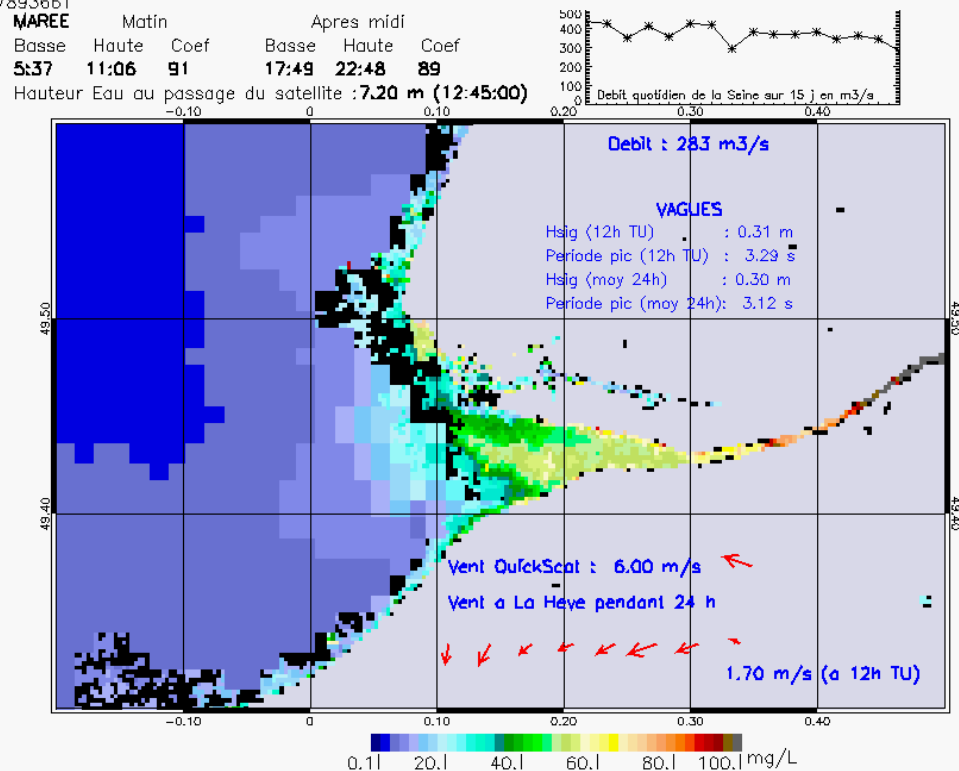 7893661
MAREE Matin Apres midi
Basse Haute Coef Basse Haute Coef
5:37 11:06 91 17:49 22:48 89
Hauteur Eau au passage du satellite : 7.20 m (12:45:00)
500
400
300
200
100
0
Debit quotidien de la Seine sur 15 j en m3/s
-0.10 0 0.10 0.20 0.30 0.40
Debit : 283 m3/s
VAGUES
Hsig (12h TU) : 0.31 m
Periode pic (12h TU) : 3.29 s
Hsig (moy 24h) : 0.30 m
Periode pic (moy 24h): 3.12 s
49.50 49.50
49.40 49.40
Vent QuickScat : 6.00 m/s
Vent a La Heve pendant 24 h
1.70 m/s (a 12h TU)
-0.10 0 0.10 0.20 0.30 0.40
0.1| 20.| 40.| 60.| 80.| 100.| mg/L